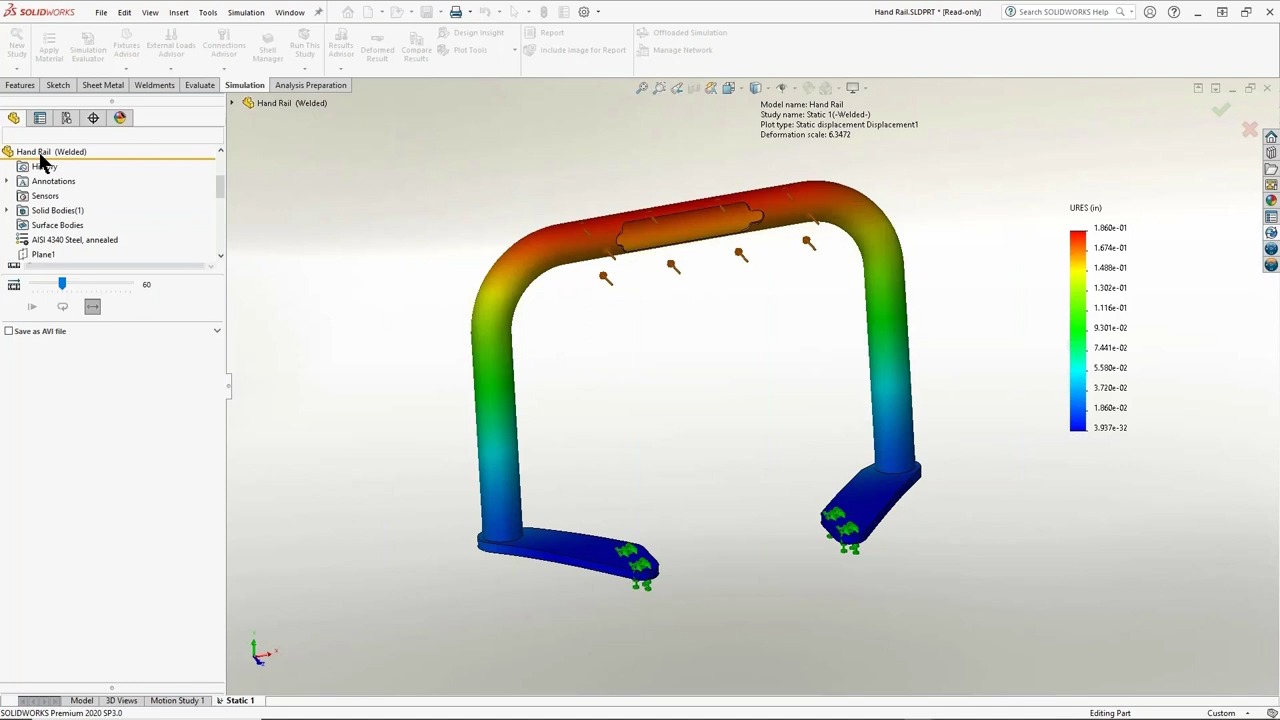 SOLIDWORKS File Edit View Insert Tools Simulation Window Hand Rail.SLDPRT * [Read-only] Search SOLIDWORKS Help
New Study
Apply Material
Simulation Evaluator
Fixtures Advisor
External Loads Advisor
Connections Advisor
Shell Manager
Run This Study
Results Advisor
Deformed Result
Compare Results
Design Insight
Plot Tools
Report
Include Image for Report
Offloaded Simulation
Manage Network
Features Sketch Sheet Metal Weldments Evaluate Simulation Analysis Preparation
Hand Rail (Welded)
Model name: Hand Rail
Study name: Static 1(-Welded-)
Plot type: Static displacement Displacement1
Deformation scale: 6.3472
Hand Rail (Welded)
History
Annotations
Sensors
Solid Bodies(1)
Surface Bodies
AISI 4340 Steel, annealed
Plane1
60
Save as AVI file
URES (in)
1.860e-01
1.674e-01
1.488e-01
1.302e-01
1.116e-01
9.301e-02
7.441e-02
5.580e-02
3.720e-02
1.860e-02
3.937e-32
Y
X
Z
Model 3D Views Motion Study 1 Static 1
SOLIDWORKS Premium 2020 SP3.0 Editing Part Custom